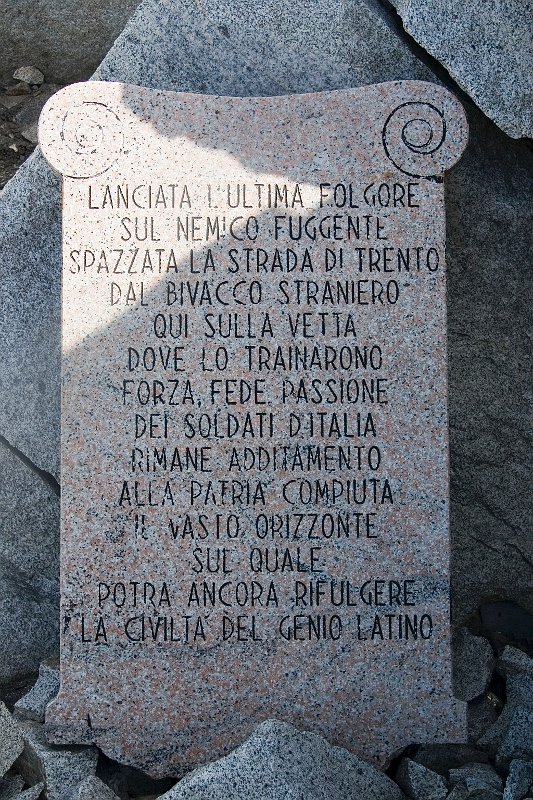 LANCIATA L'ULTIMA FOLGORE
SUL NEMICO FUGGENTE
SPAZZATA LA STRADA DI TRENTO
DAL BIVACCO STRANIERO
QUI SULLA VETTA
DOVE LO TRAINARONO
FORZA, FEDE, PASSIONE
DEI SOLDATI D'ITALIA
RIMANE ADDITAMENTO
ALLA PATRIA COMPIUTA
IL VASTO ORIZZONTE
SUL QUALE
POTRA ANCORA RIFULGERE
LA CIVILTA DEL GENIO LATINO